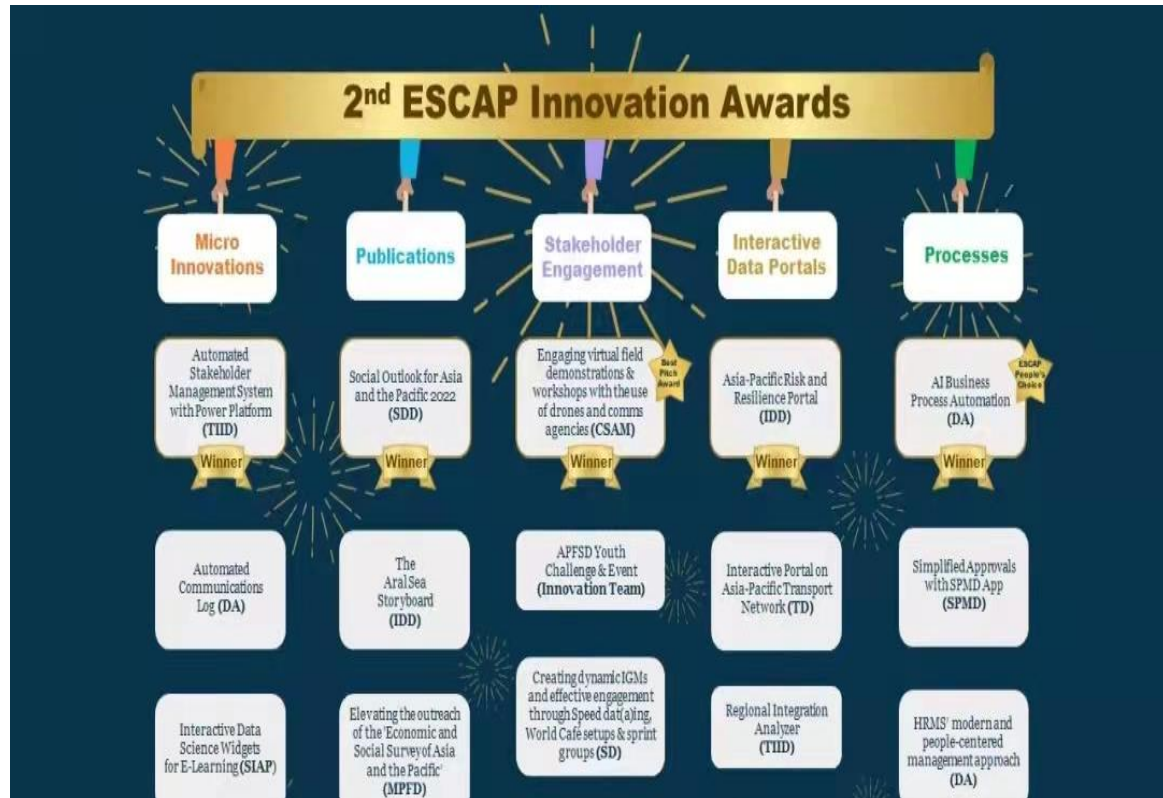 2nd ESCAP Innovation Awards
Micro
Innovations
Publications
Stakeholder
Engagement
Interactive
Data Portals
Processes
Automated
Stakeholder
Management System
with Power Platform
(TIID)
Winner
Social Outlook for Asia
and the Pacific 2022
(SDD)
Winner
Engaging virtual field
demonstrations &
workshops with the use
of drones and comms
agencies (CSAM)
Best
Pitch
Award
Winner
Asia-Pacific Risk and
Resilience Portal
(IDD)
Winner
AI Business
Process Automation
(DA)
ESCAP
People's
Choice
Winner
Automated
Communications
Log (DA)
The
Aral Sea
Storyboard
(IDD)
APFSD Youth
Challenge & Event
(Innovation Team)
Interactive Portal on
Asia-Pacific Transport
Network (TD)
Simplified Approvals
with SPMD App
(SPMD)
Interactive Data
Science Widgets
for E-Learning (SIAP)
Elevating the outreach
of the 'Economic and
Social Survey of Asia
and the Pacific'
(MPFD)
Creating dynamic IGMs
and effective engagement
through Speed dat(a)ing,
World Café setups & sprint
groups (SD)
Regional Integration
Analyzer
(TIID)
HRMS' modern and
people-centered
management approach
(DA)